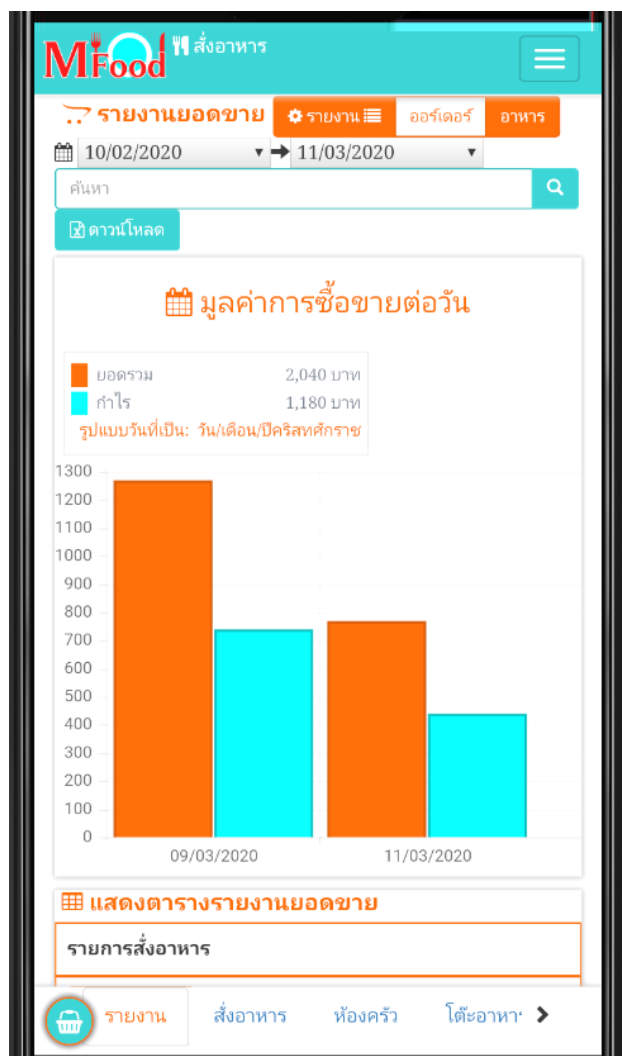 MFood สั่งอาหาร
รายงานยอดขาย รายงาน ออร์เดอร์ อาหาร
10/02/2020 11/03/2020
ค้นหา
ดาวน์โหลด
มูลค่าการซื้อขายต่อวัน
ยอดรวม 2,040 บาท
กำไร 1,180 บาท
รูปแบบวันที่เป็น: วัน/เดือน/ปีคริสทศักราช
1300
1200
1100
1000
900
800
700
600
500
400
300
200
100
0
09/03/2020 11/03/2020
แสดงตารางรายงานยอดขาย
รายการสั่งอาหาร
รายงาน สั่งอาหาร ห้องครัว โต๊ะอาหา